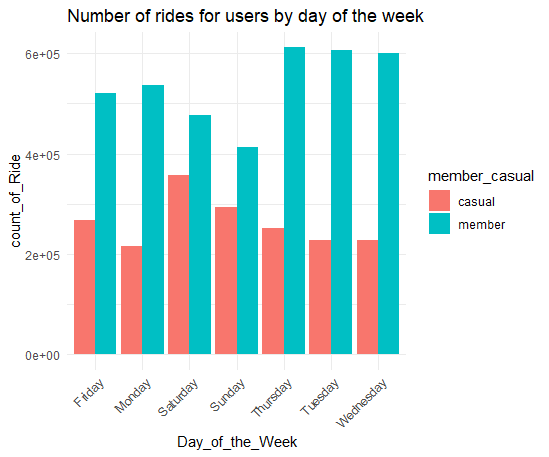 Number of rides for users by day of the week
6e+05
4e+05
2e+05
0e+00
count_of_Ride
Friday
Monday
Saturday
Sunday
Thursday
Tuesday
Wednesday
Day_of_the_Week
member_casual
casual
member